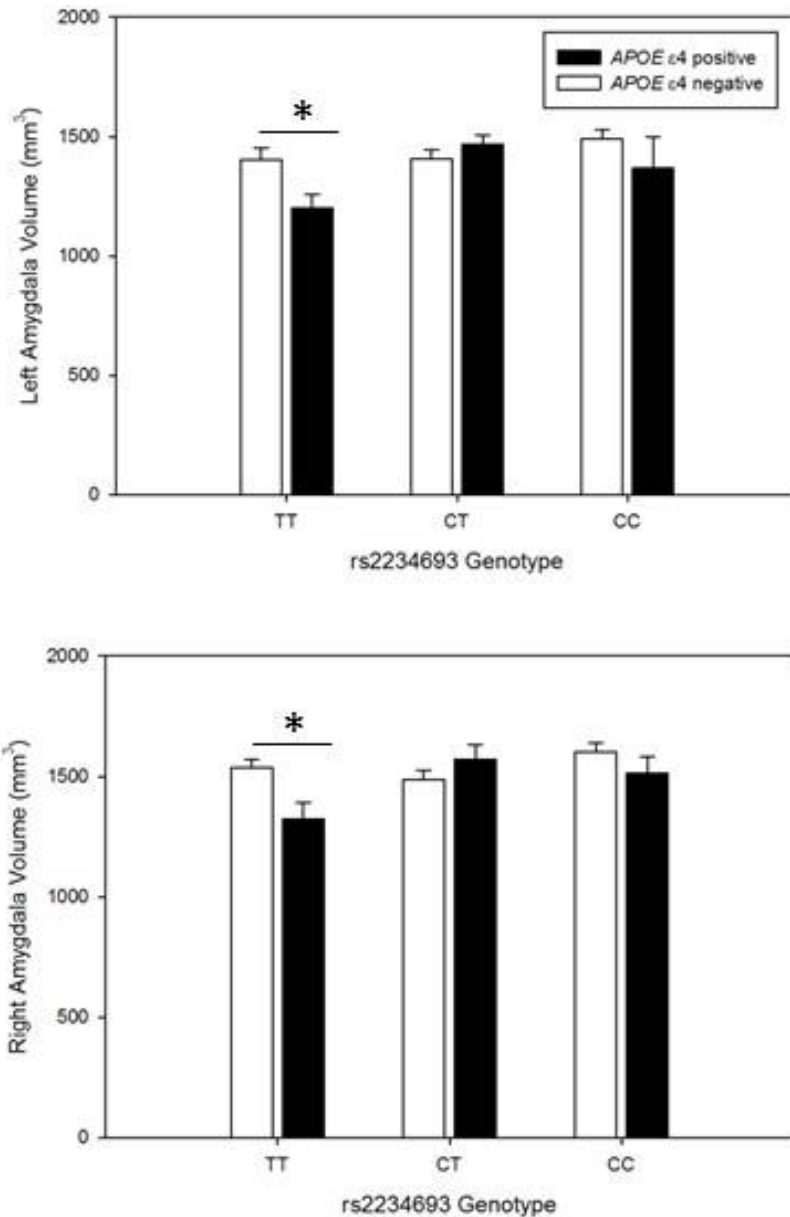 2000
APOE ε4 positive
APOE ε4 negative
*
1500
1000
500
0
Left Amygdala Volume (mm³)
TT CT CC
rs2234693 Genotype
2000
*
1500
1000
500
0
Right Amygdala Volume (mm³)
TT CT CC
rs2234693 Genotype